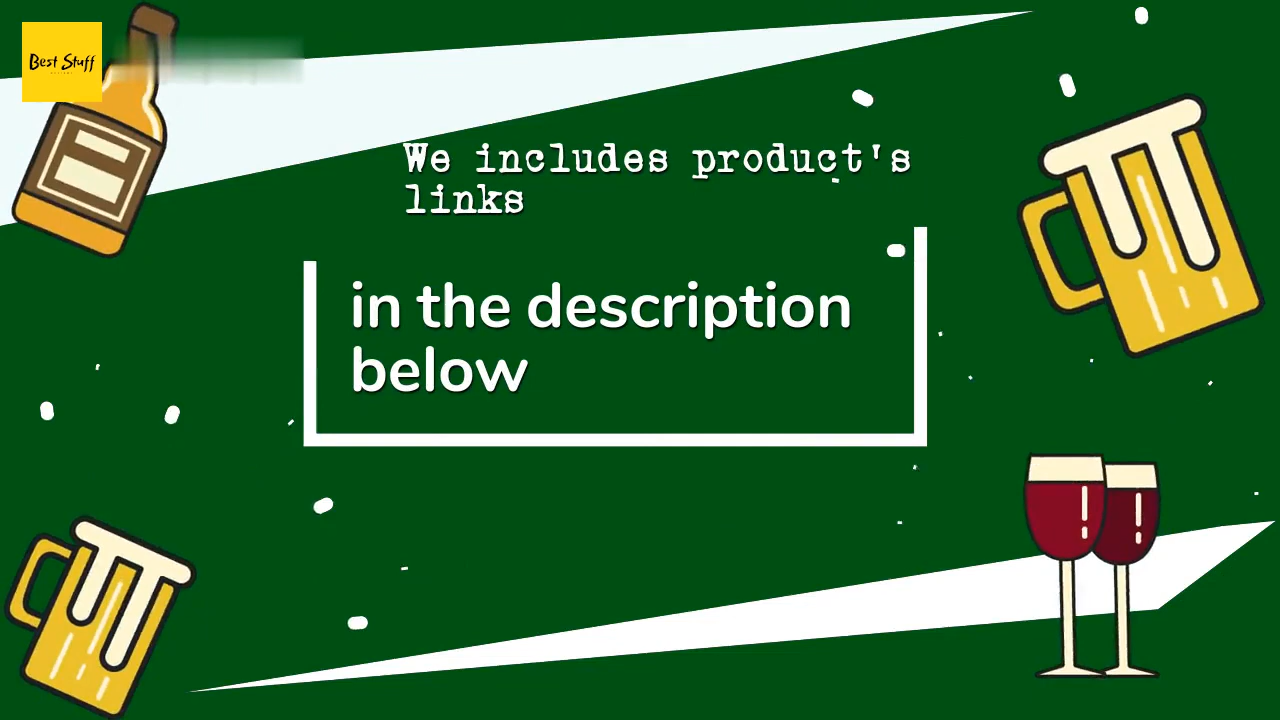 Best Stuff
We includes product's
links
in the description
below